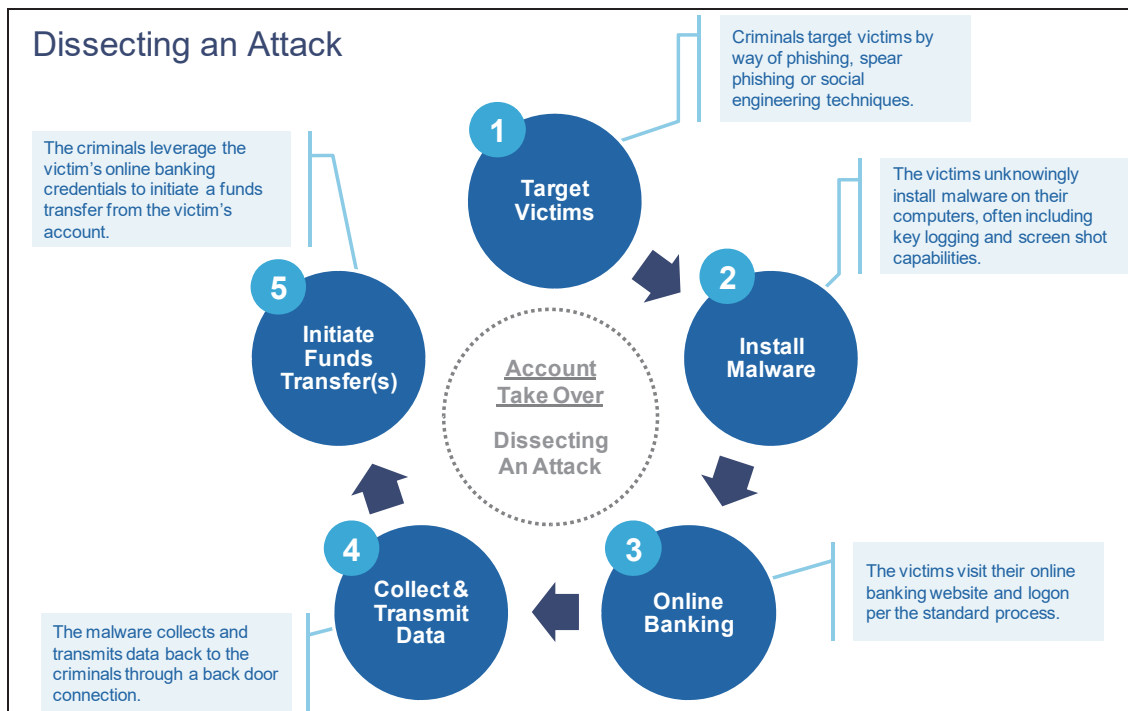 Dissecting an Attack
1
Target
Victims
Criminals target victims by
way of phishing, spear
phishing or social
engineering techniques.
2
Install
Malware
The victims unknowingly
install malware on their
computers, often including
key logging and screen shot
capabilities.
3
Online
Banking
The victims visit their online
banking website and logon
per the standard process.
4
Collect &
Transmit
Data
The malware collects and
transmits data back to the
criminals through a back door
connection.
5
Initiate
Funds
Transfer(s)
The criminals leverage the
victim's online banking
credentials to initiate a funds
transfer from the victim's
account.
Account
Take Over
Dissecting
An Attack